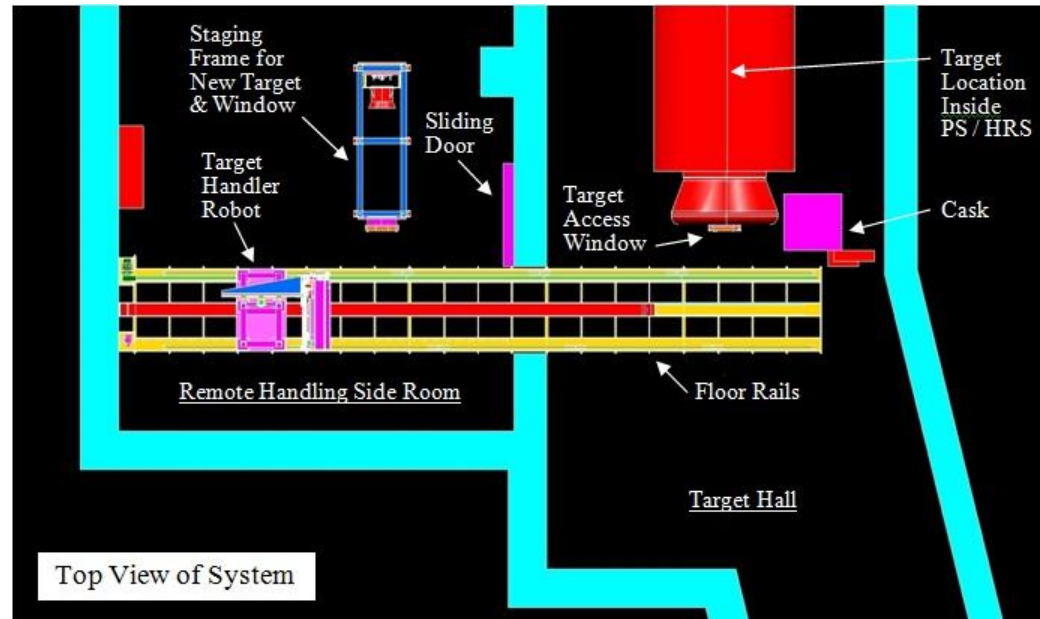 Staging
Frame for
New Target
& Window
Sliding
Door
Target
Handler
Robot
Target
Access
Window
Target
Location
Inside
PS / HRS
Cask
Remote Handling Side Room
Floor Rails
Target Hall
Top View of System